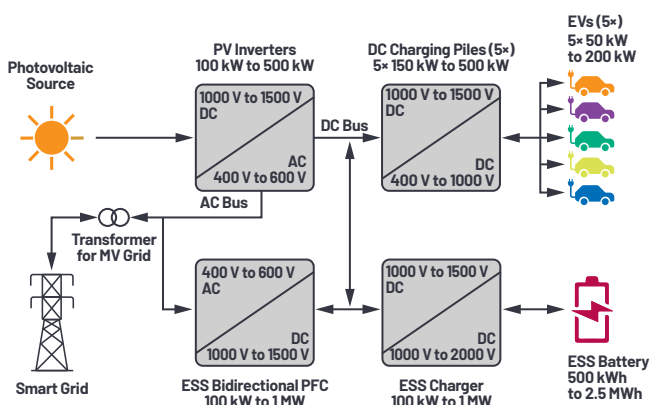 EVs (5×)
5× 50 kW
to 200 kW
PV Inverters
100 kW to 500 kW
DC Charging Piles (5×)
5× 150 kW to 500 kW
Photovoltaic
Source
1000 V to 1500 V
DC
AC
400 V to 600 V
DC Bus
1000 V to 1500 V
DC
DC
400 V to 1000 V
AC Bus
Transformer
for MV Grid
400 V to 600 V
AC
DC
1000 V to 1500 V
1000 V to 1500 V
DC
DC
1000 V to 2000 V
Smart Grid
ESS Bidirectional PFC
100 kW to 1 MW
ESS Charger
100 kW to 1 MW
ESS Battery
500 kWh
to 2.5 MWh